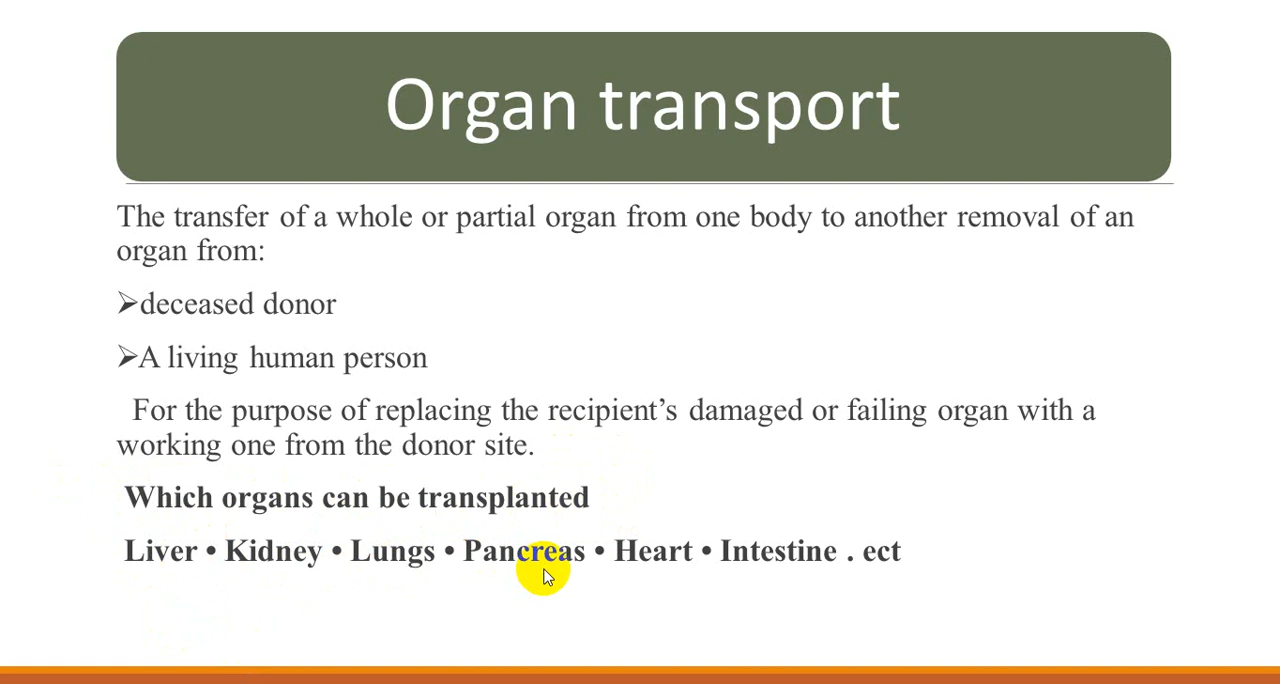 Organ transport
The transfer of a whole or partial organ from one body to another removal of an
organ from:
➢deceased donor
➢A living human person
For the purpose of replacing the recipient’s damaged or failing organ with a
working one from the donor site.
Which organs can be transplanted
Liver • Kidney • Lungs • Pancreas • Heart • Intestine . ect